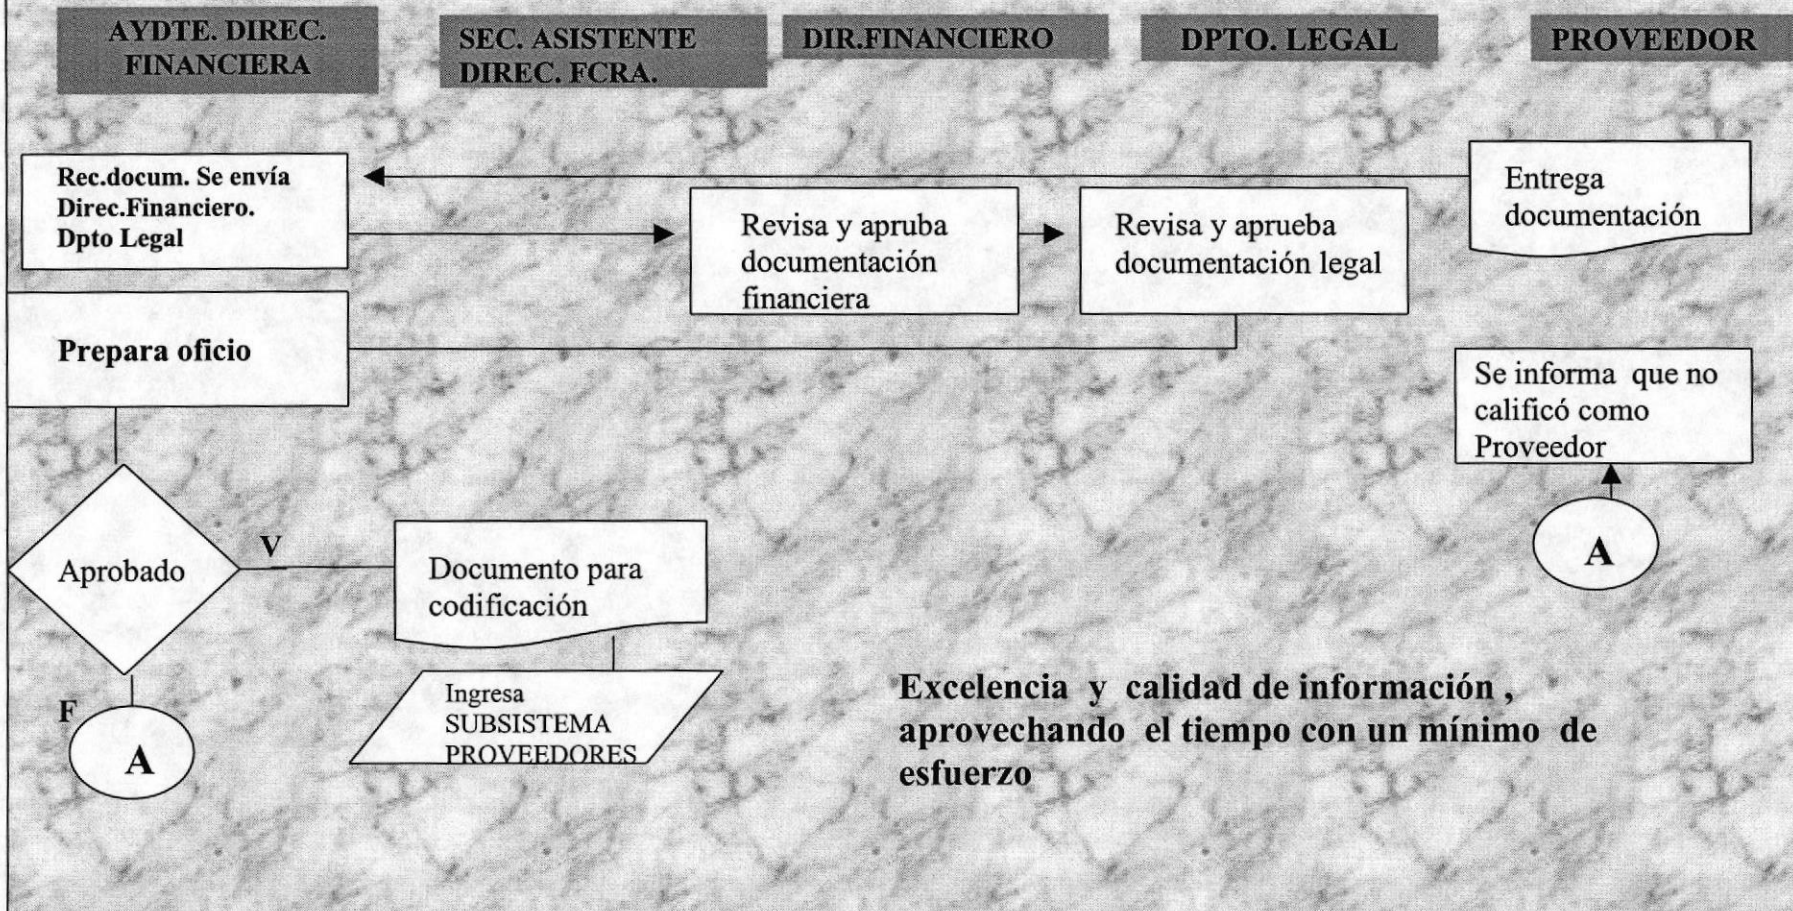 AYDTE. DIREC.
FINANCIERA
SEC. ASISTENTE
DIREC. FCRA.
DIR.FINANCIERO
DPTO. LEGAL
PROVEEDOR
Rec.docum. Se envía
Direc.Financiero.
Dpto Legal
Revisa y apruba
documentación
financiera
Revisa y aprueba
documentación legal
Entrega
documentación
Prepara oficio
Se informa que no
calificó como
Proveedor
A
Aprobado
V
Documento para
codificación
F
A
Ingresa
SUBSISTEMA
PROVEEDORES
Excelencia y calidad de información ,
aprovechando el tiempo con un mínimo de
esfuerzo